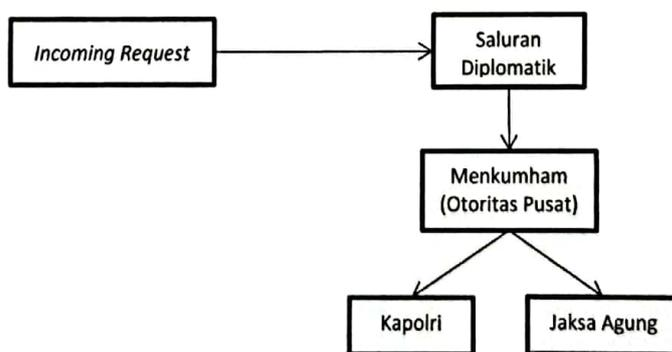 Incoming Request
Saluran
Diplomatik
Menkumham
(Otoritas Pusat)
Kapolri
Jaksa Agung